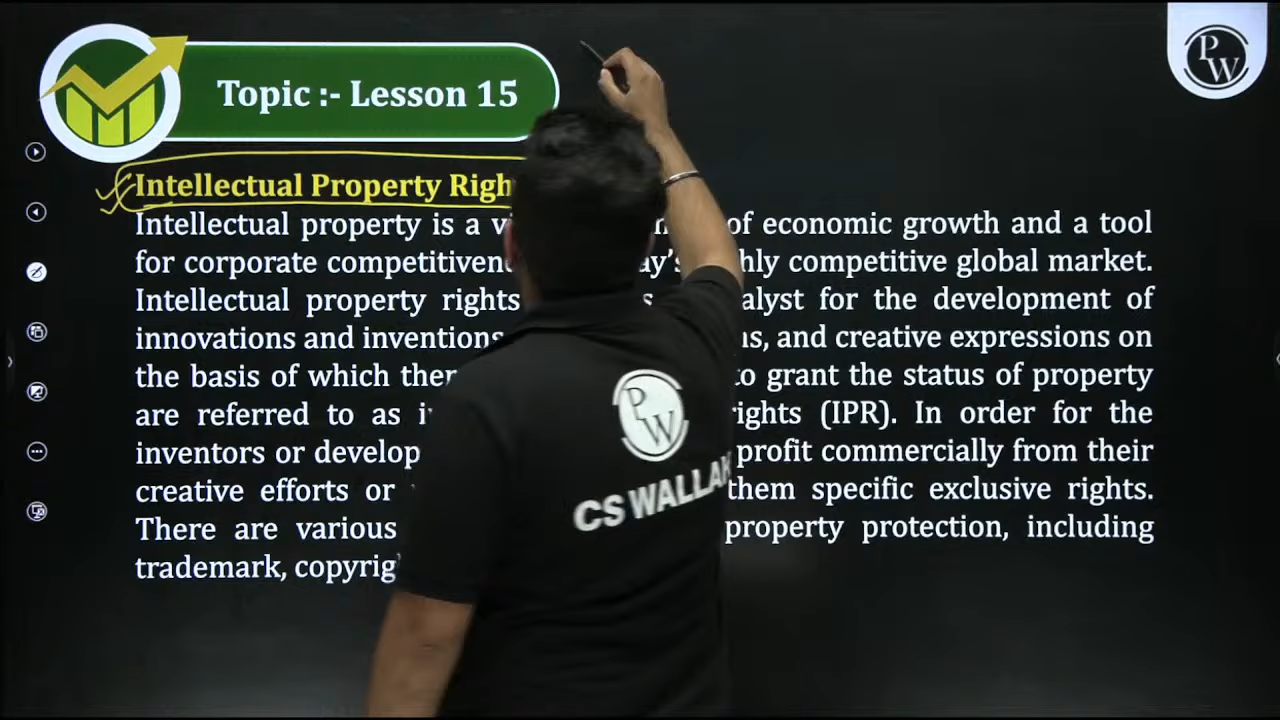 Topic :- Lesson 15
P
W
Intellectual Property Righ
Intellectual property is a of economic growth and a tool
for corporate competitiven hly competitive global market.
Intellectual property rights alyst for the development of
innovations and inventions and creative expressions on
the basis of which to grant the status of property
are referred to as rights (IPR). In order for the
inventors or develop profit commercially from their
creative efforts or them specific exclusive rights.
There are various property protection, including
trademark, copyrig
P
W
CS WALLAH